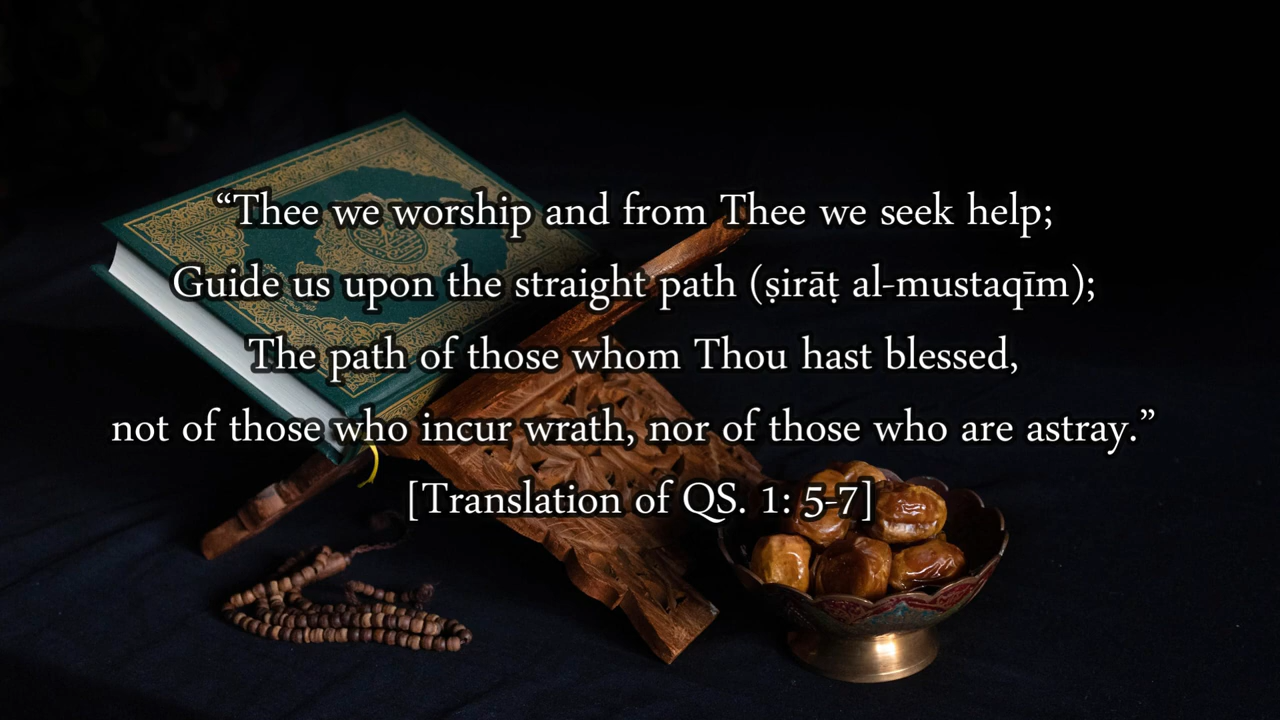 “Thee we worship and from Thee we seek help;
Guide us upon the straight path (ṣirāṭ al-mustaqīm);
The path of those whom Thou hast blessed,
not of those who incur wrath, nor of those who are astray.”
[Translation of QS. 1: 5-7]